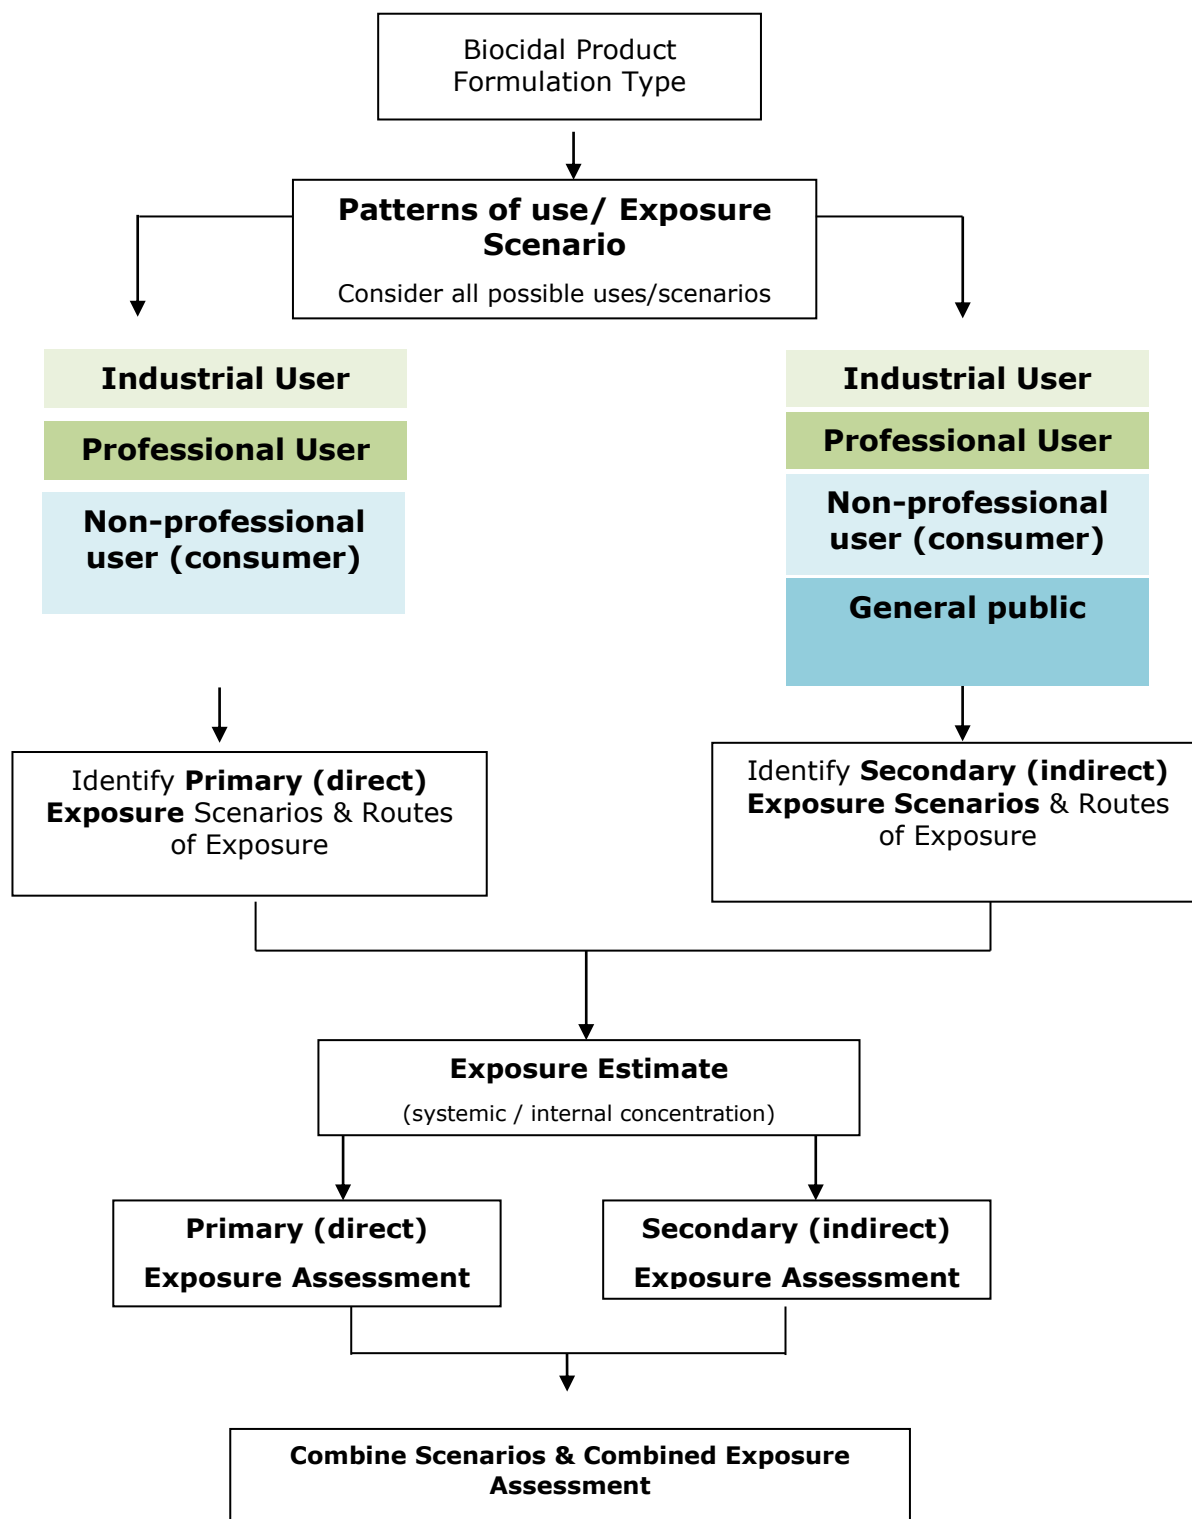 Biocidal Product
Formulation Type
Patterns of use/ Exposure
Scenario
Consider all possible uses/scenarios
Industrial User
Professional User
Non-professional
user (consumer)
Industrial User
Professional User
Non-professional
user (consumer)
General public
Identify Primary (direct)
Exposure Scenarios & Routes
of Exposure
Identify Secondary (indirect)
Exposure Scenarios & Routes
of Exposure
Exposure Estimate
(systemic / internal concentration)
Primary (direct)
Exposure Assessment
Secondary (indirect)
Exposure Assessment
Combine Scenarios & Combined Exposure
Assessment